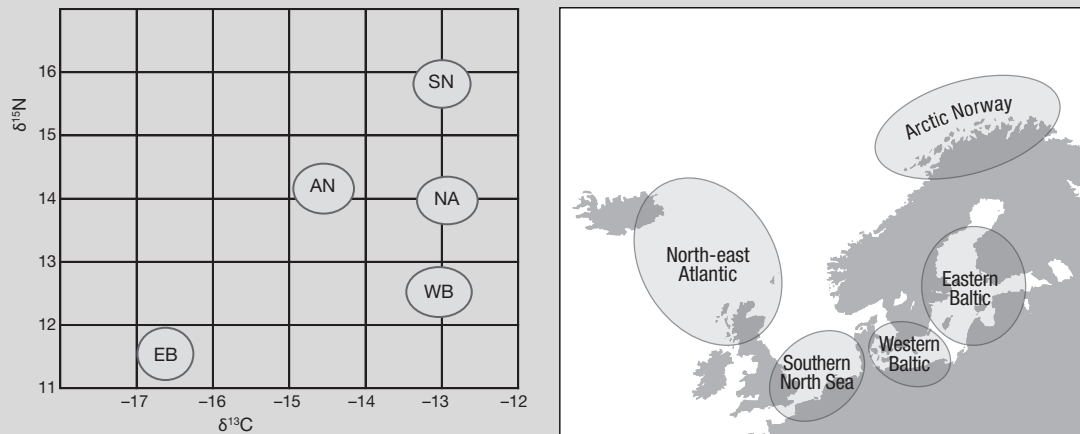 16
15
14
13
12
11
δ¹⁵N
SN
AN
NA
WB
EB
−17
−16
−15
−14
−13
−12
δ¹³C
Arctic Norway
North-east
Atlantic
Eastern
Baltic
Western
Baltic
Southern
North Sea